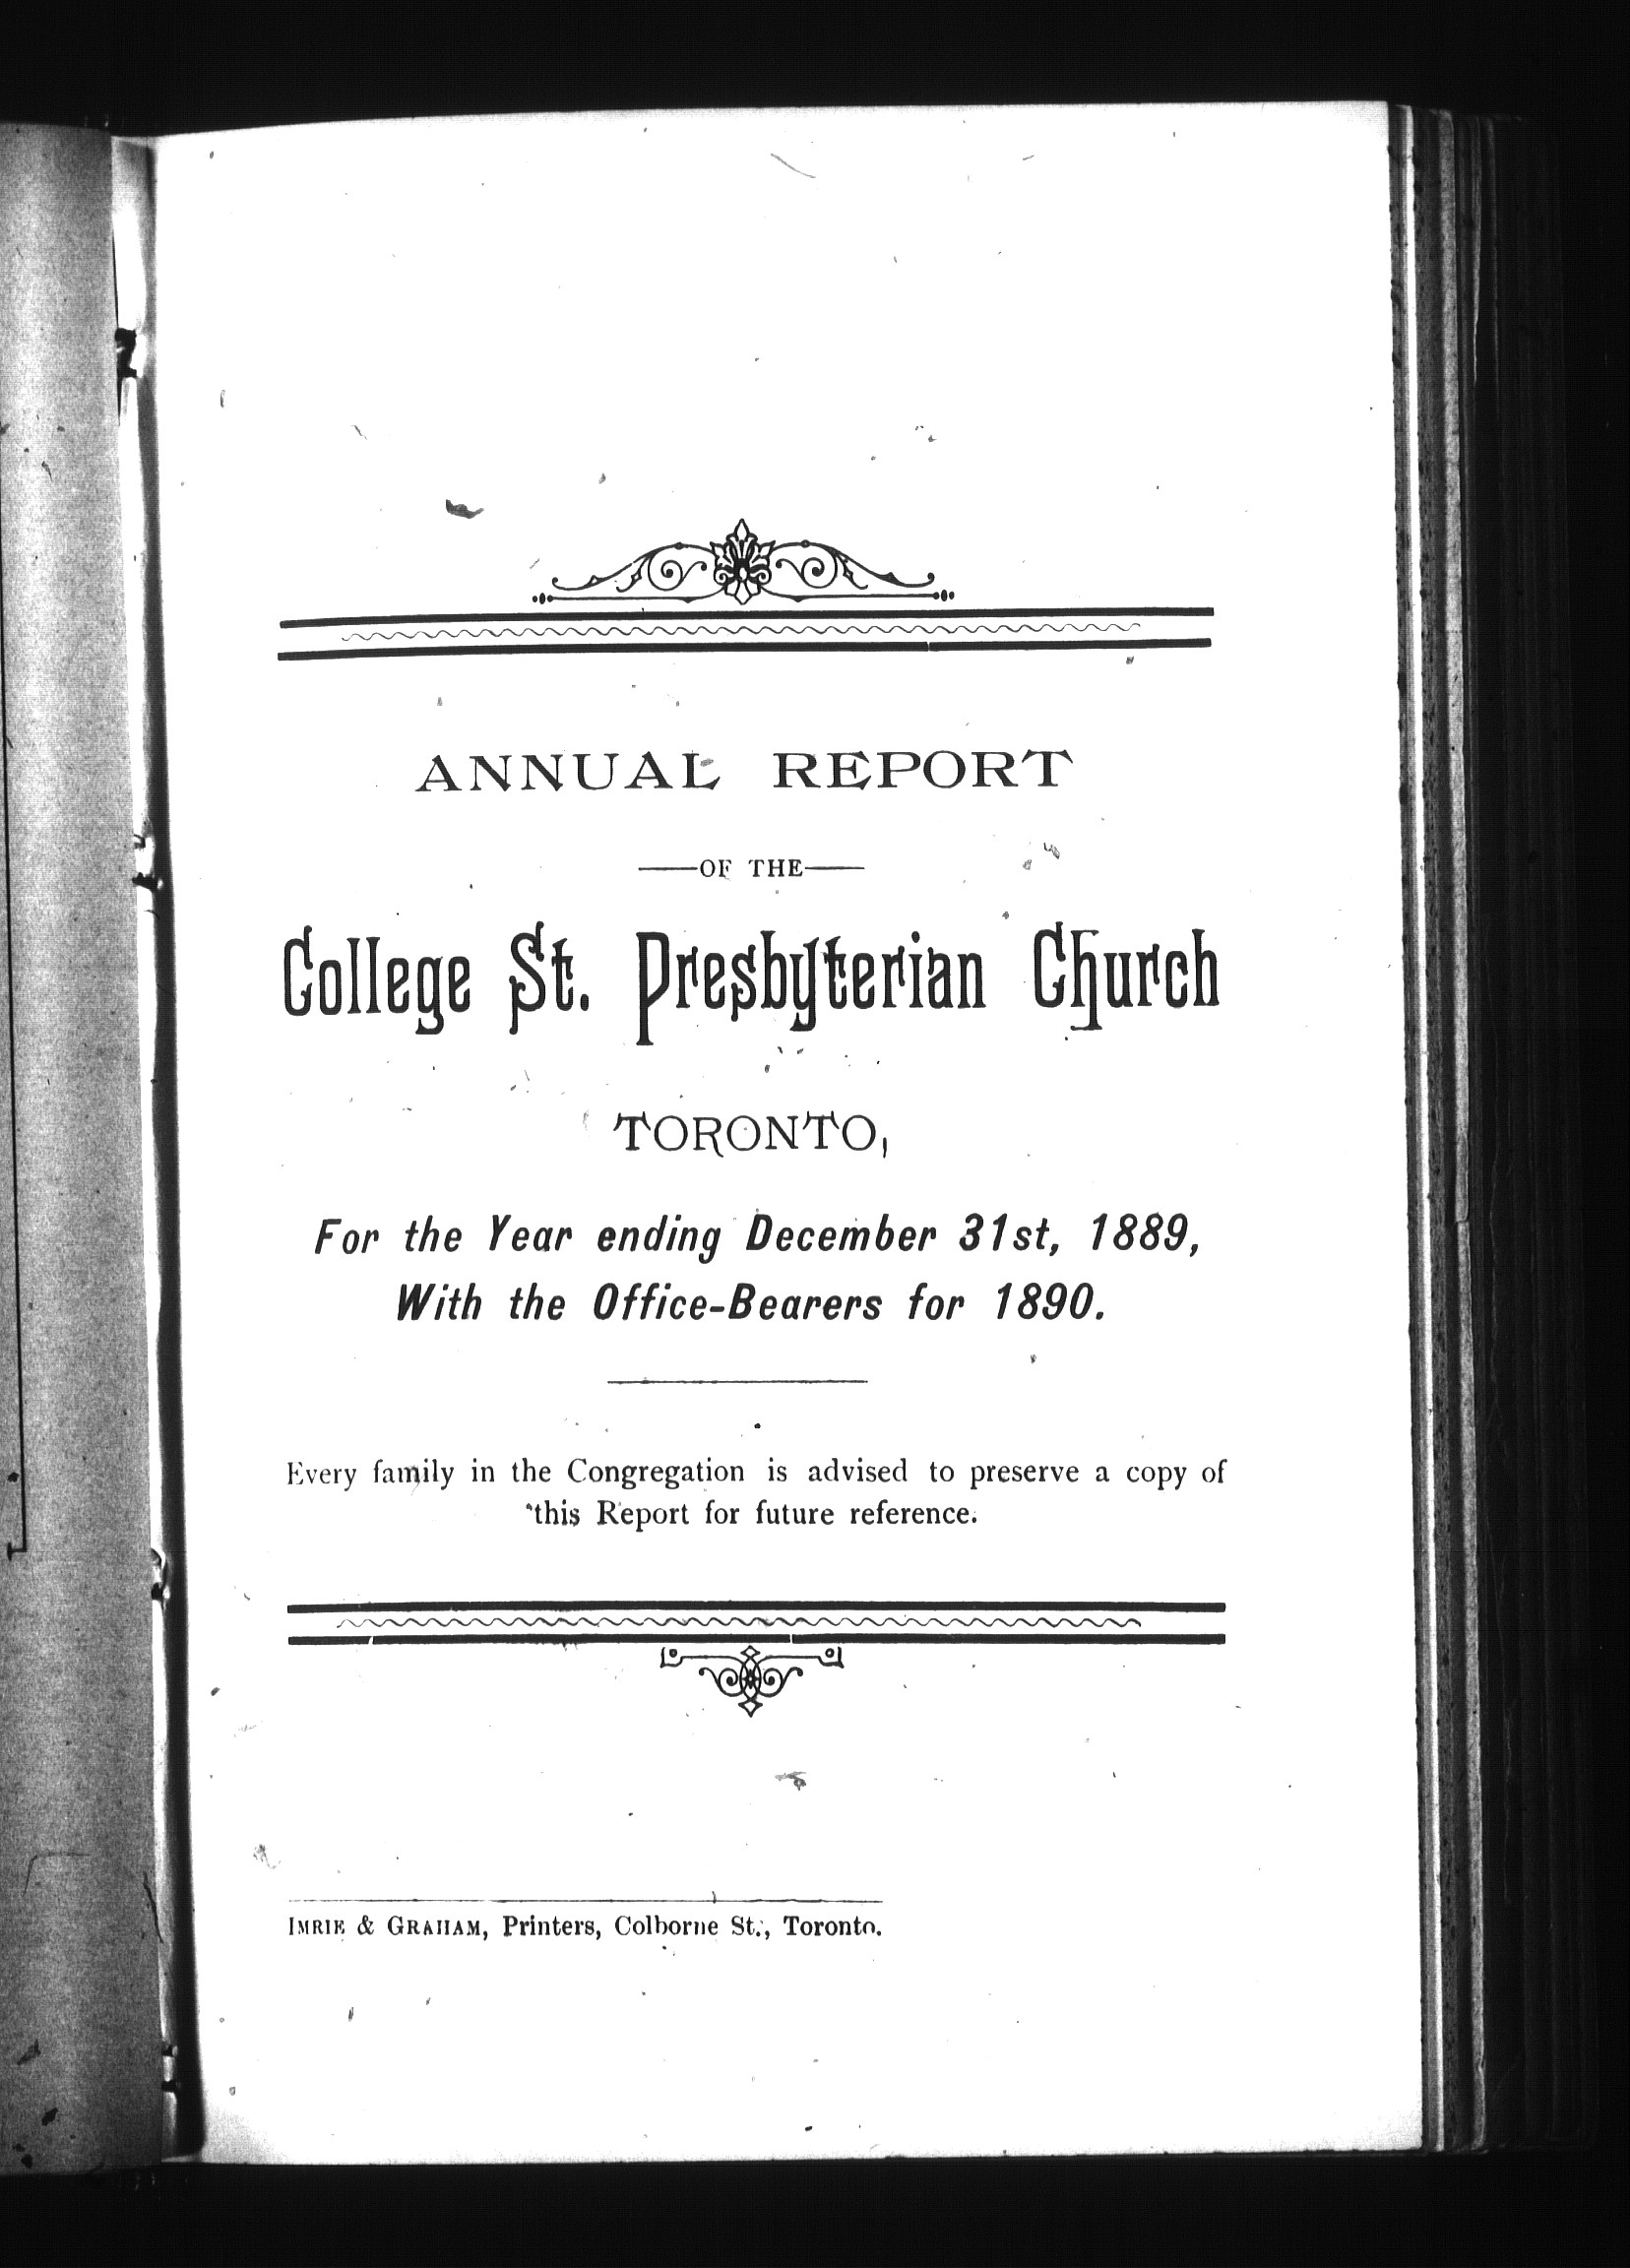 ANNUAL REPORT
OF THE
College St. Presbyterian Church
TORONTO,
For the Year ending December 31st, 1889,
With the Office-Bearers for 1890.
Every family in the Congregation is advised to preserve a copy of
this Report for future reference.
IMRIE & GRAHAM, Printers, Colborne St., Toronto.